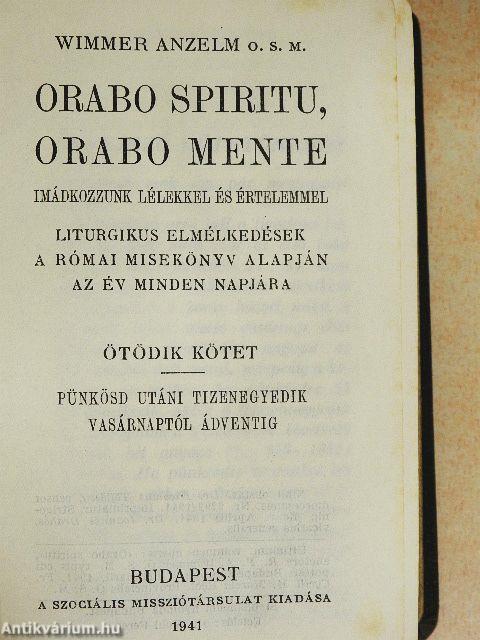 WIMMER ANZELM O. S. M.
ORABO SPIRITU,
ORABO MENTE
IMÁDKOZZUNK LÉLEKKEL ÉS ÉRTELEMMEL
LITURGIKUS ELMÉLKEDÉSEK
A RÓMAI MISEKÖNYV ALAPJÁN
AZ ÉV MINDEN NAPJÁRA
ÖTÖDIK KÖTET
PÜNKÖSD UTÁNI TIZENEGYEDIK
VASÁRNAPTÓL ÁDVENTIG
BUDAPEST
A SZOCIÁLIS MISSZIÓTÁRSULAT KIADÁSA
1941
Antikvárium.hu